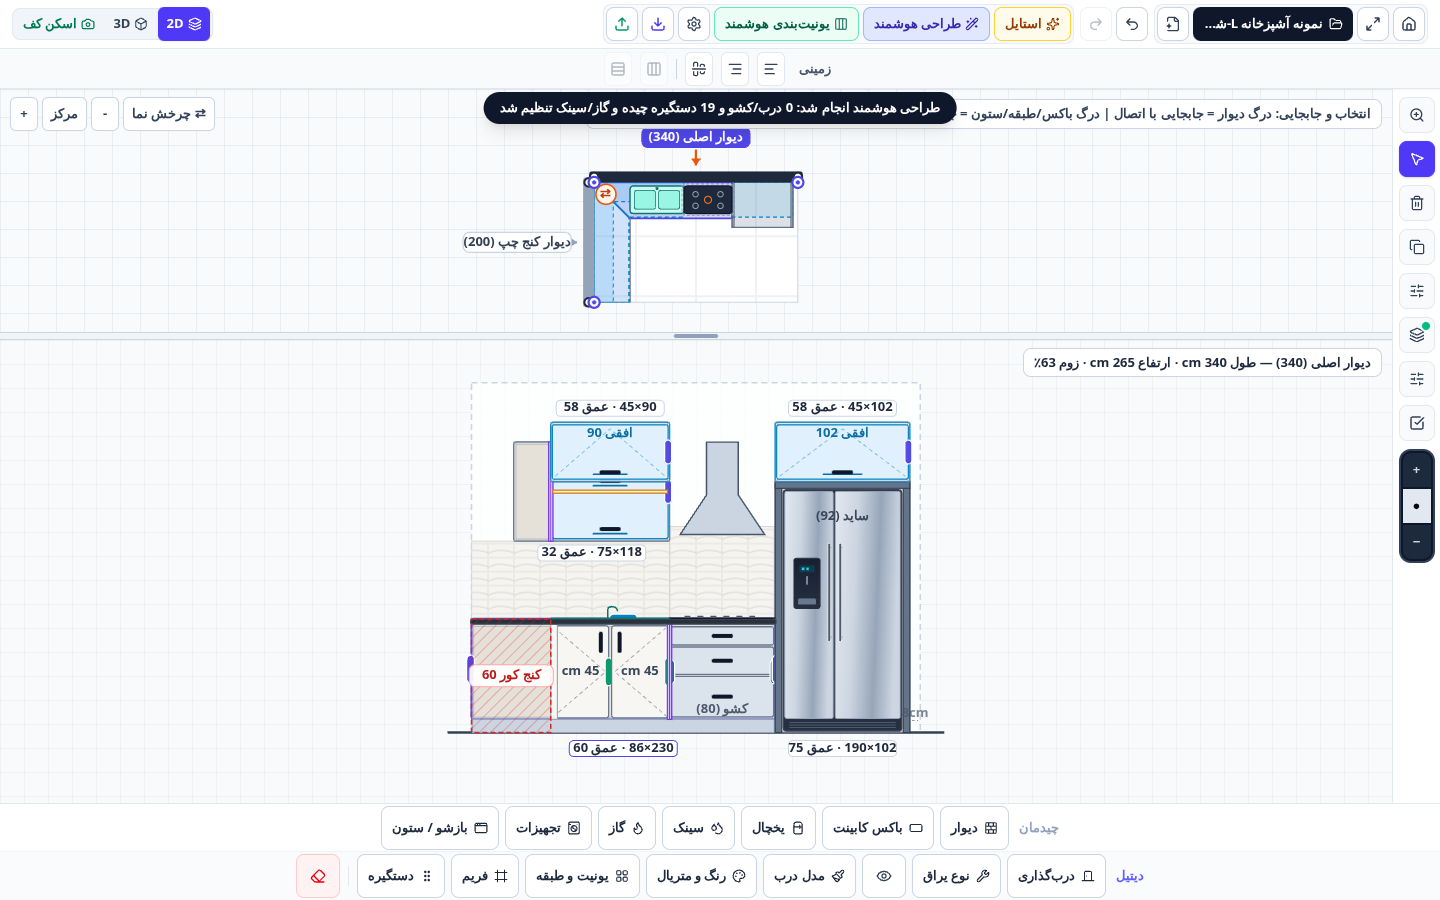 نمونه آشپزخانه L-ش...
استایل
طراحی هوشمند
یونیت‌بندی هوشمند
2D
3D
اسکن کف
زمینی
انتخاب و جابجایی: درگ دیوار = جابجایی با اتصال | درگ باکس/طبقه/ستون =
طراحی هوشمند انجام شد: 0 درب/کشو و 19 دستگیره چیده و گاز/سینک تنظیم شد
⇄ چرخش نما
-
مرکز
+
دیوار اصلی (340)
دیوار کنج چپ (200)
دیوار اصلی (340) — طول 340 cm · ارتفاع 265 cm · زوم 63٪
45×90 · عمق 58
45×102 · عمق 58
افقی 90
افقی 102
ساید (92)
75×118 · عمق 32
کنج کور 60
45 cm
45 cm
کشو (80)
3cm
86×230 · عمق 60
190×102 · عمق 75
+
●
−
چیدمان
دیوار
باکس کابینت
یخچال
سینک
گاز
تجهیزات
بازشو / ستون
دیتیل
درب‌گذاری
نوع یراق
مدل درب
رنگ و متریال
یونیت و طبقه
فریم
دستگیره